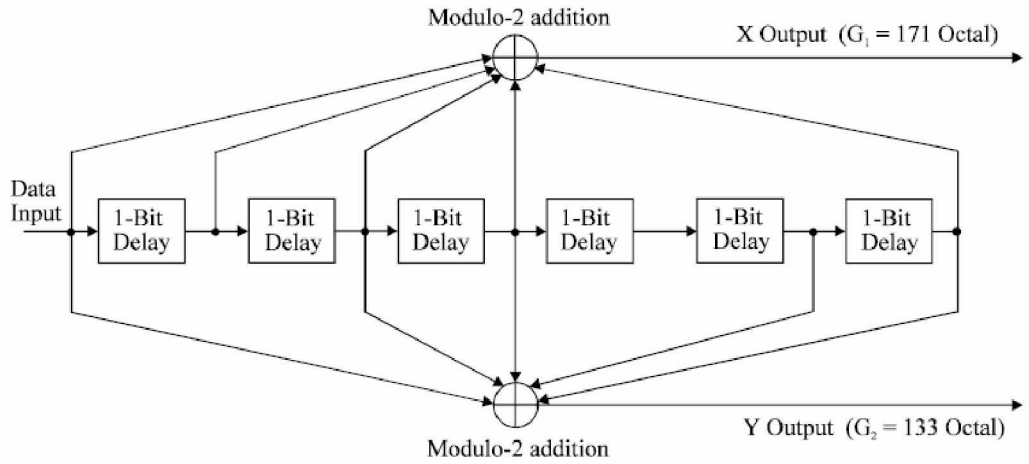 Modulo-2 addition
X Output (G₁ = 171 Octal)
Data
Input
1-Bit
Delay
1-Bit
Delay
1-Bit
Delay
1-Bit
Delay
1-Bit
Delay
1-Bit
Delay
Y Output (G₂ = 133 Octal)
Modulo-2 addition